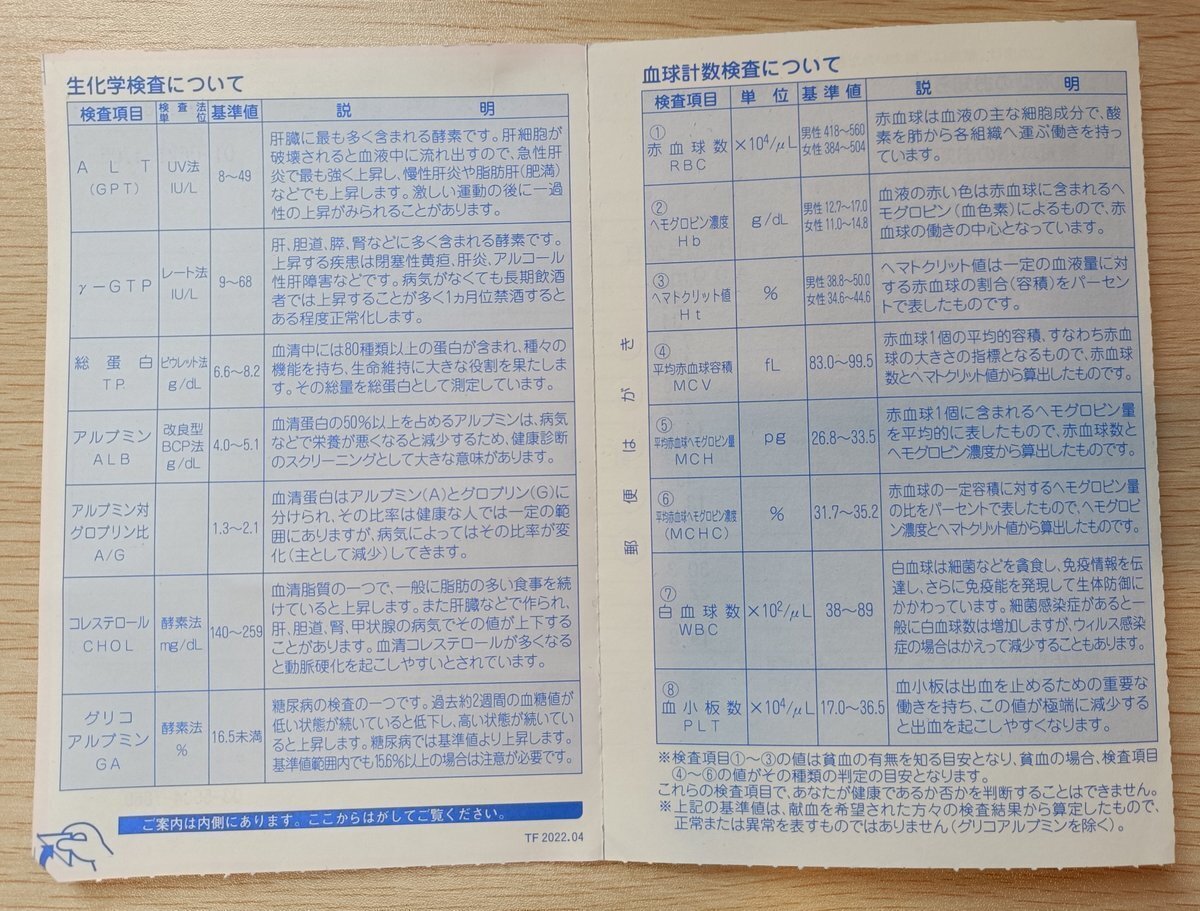 生化学検査について
検査項目 検査法 単位 基準値 説明
ALT
(GPT)
UV法
IU/L
8〜49
肝臓に最も多く含まれる酵素です。肝細胞が
破壊されると血液中に流れ出すので、急性肝
炎で最も強く上昇し、慢性肝炎や脂肪肝(肥満)
などでも上昇します。激しい運動の後に一過
性の上昇がみられることがあります。
γ-GTP
レート法
IU/L
9〜68
肝、胆道、膵、腎などに多く含まれる酵素です。
上昇する疾患は閉塞性黄疸、肝炎、アルコール
性肝障害などです。病気がなくても長期飲酒
者では上昇することが多く1ヵ月位禁酒すると
ある程度正常化します。
総蛋白
TP
ビウレット法
g/dL
6.6〜8.2
血清中には80種類以上の蛋白が含まれ、種々の
機能を持ち、生命維持に大きな役割を果たしま
す。その総量を総蛋白として測定しています。
アルブミン
ALB
改良型
BCP法
g/dL
4.0〜5.1
血清蛋白の50%以上を占めるアルブミンは、病気
などで栄養が悪くなると減少するため、健康診断
のスクリーニングとして大きな意味があります。
アルブミン対
グロブリン比
A/G
1.3〜2.1
血清蛋白はアルブミン(A)とグロブリン(G)に
分けられ、その比率は健康な人では一定の範
囲にありますが、病気によってはその比率が変
化(主として減少)してきます。
コレステロール
CHOL
酵素法
mg/dL
140〜259
血清脂質の一つで、一般に脂肪の多い食事を続
けていると上昇します。また肝臓などで作られ、
肝、胆道、腎、甲状腺の病気でその値が上下する
ことがあります。血清コレステロールが多くなる
と動脈硬化を起こしやすいとされています。
グリコ
アルブミン
GA
酵素法
%
16.5未満
糖尿病の検査の一つです。過去約2週間の血糖値が
低い状態が続いていると低下し、高い状態が続いてい
ると上昇します。糖尿病では基準値より上昇します。
基準値範囲内でも15.6%以上の場合は注意が必要です。
ご案内は内側にあります。ここからはがしてご覧ください。
TF 2022.04
郵便はがき
血球計数検査について
検査項目 単位 基準値 説明
①
赤血球数
RBC
×10⁴/μL
男性 418〜560
女性 384〜504
赤血球は血液の主な細胞成分で、酸
素を肺から各組織へ運ぶ働きを持っ
ています。
②
ヘモグロビン濃度
Hb
g/dL
男性 12.7〜17.0
女性 11.0〜14.8
血液の赤い色は赤血球に含まれるヘ
モグロビン(血色素)によるもので、赤
血球の働きの中心となっています。
③
ヘマトクリット値
Ht
%
男性 38.8〜50.0
女性 34.6〜44.6
ヘマトクリット値は一定の血液量に対
する赤血球の割合(容積)をパーセン
トで表したものです。
④
平均赤血球容積
MCV
fL
83.0〜99.5
赤血球1個の平均的容積、すなわち赤血
球の大きさの指標となるもので、赤血球
数とヘマトクリット値から算出したものです。
⑤
平均赤血球ヘモグロビン量
MCH
pg
26.8〜33.5
赤血球1個に含まれるヘモグロビン量
を平均的に表したもので、赤血球数と
ヘモグロビン濃度から算出したものです。
⑥
平均赤血球ヘモグロビン濃度
(MCHC)
%
31.7〜35.2
赤血球の一定容積に対するヘモグロビン量
の比をパーセントで表したもので、ヘモグロビ
ン濃度とヘマトクリット値から算出したものです。
⑦
白血球数
WBC
×10²/μL
38〜89
白血球は細菌などを貪食し、免疫情報を伝
達し、さらに免疫能を発現して生体防御に
かかわっています。細菌感染症があると一
般に白血球数は増加しますが、ウィルス感染
症の場合はかえって減少することもあります。
⑧
血小板数
PLT
×10⁴/μL
17.0〜36.5
血小板は出血を止めるための重要な
働きを持ち、この値が極端に減少する
と出血を起こしやすくなります。
※検査項目①〜③の値は貧血の有無を知る目安となり、貧血の場合、検査項目
④〜⑥の値がその種類の判定の目安となります。
これらの検査項目で、あなたが健康であるか否かを判断することはできません。
※上記の基準値は、献血を希望された方々の検査結果から算定したもので、
正常または異常を表すものではありません(グリコアルブミンを除く)。